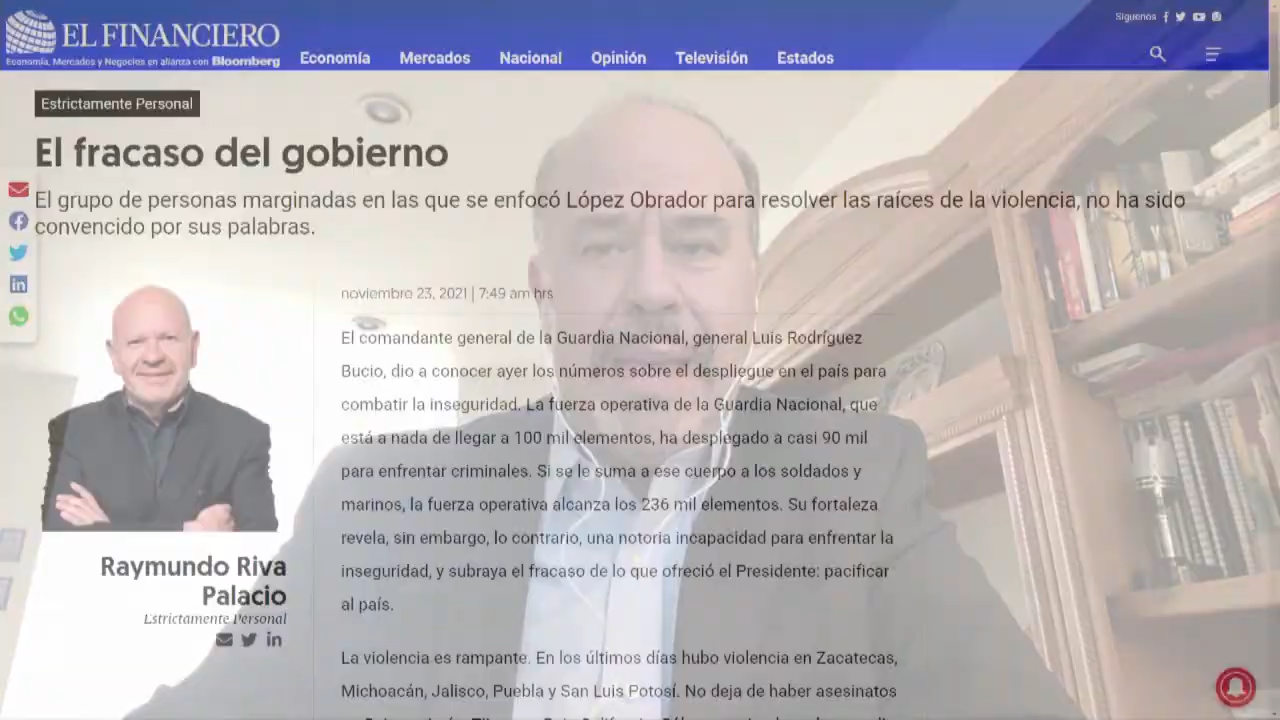 Síguenos
EL FINANCIERO
Economía, Mercados y Negocios en alianza con Bloomberg
Economía Mercados Nacional Opinión Televisión Estados
Estrictamente Personal
El fracaso del gobierno
El grupo de personas marginadas en las que se enfocó López Obrador para resolver las raíces de la violencia, no ha sido
convencido por sus palabras.
noviembre 23, 2021 | 7:49 am hrs
El comandante general de la Guardia Nacional, general Luis Rodríguez
Bucio, dio a conocer ayer los números sobre el despliegue en el país para
combatir la inseguridad. La fuerza operativa de la Guardia Nacional, que
está a nada de llegar a 100 mil elementos, ha desplegado a casi 90 mil
para enfrentar criminales. Si se le suma a ese cuerpo a los soldados y
marinos, la fuerza operativa alcanza los 236 mil elementos. Su fortaleza
revela, sin embargo, lo contrario, una notoria incapacidad para enfrentar la
inseguridad, y subraya el fracaso de lo que ofreció el Presidente: pacificar
al país.
La violencia es rampante. En los últimos días hubo violencia en Zacatecas,
Michoacán, Jalisco, Puebla y San Luis Potosí. No deja de haber asesinatos
Raymundo Riva
Palacio
Estrictamente Personal